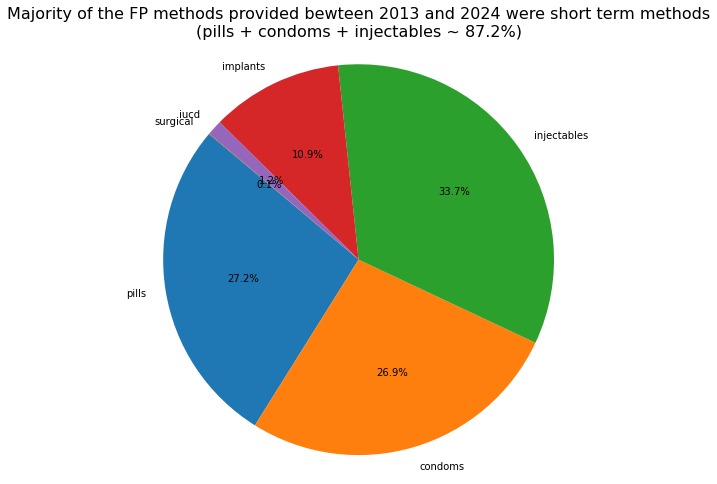 Majority of the FP methods provided bewteen 2013 and 2024 were short term methods
(pills + condoms + injectables ~ 87.2%)
implants
iucd
surgical
injectables
10.9%
1.2%
0.1%
33.7%
27.2%
pills
26.9%
condoms